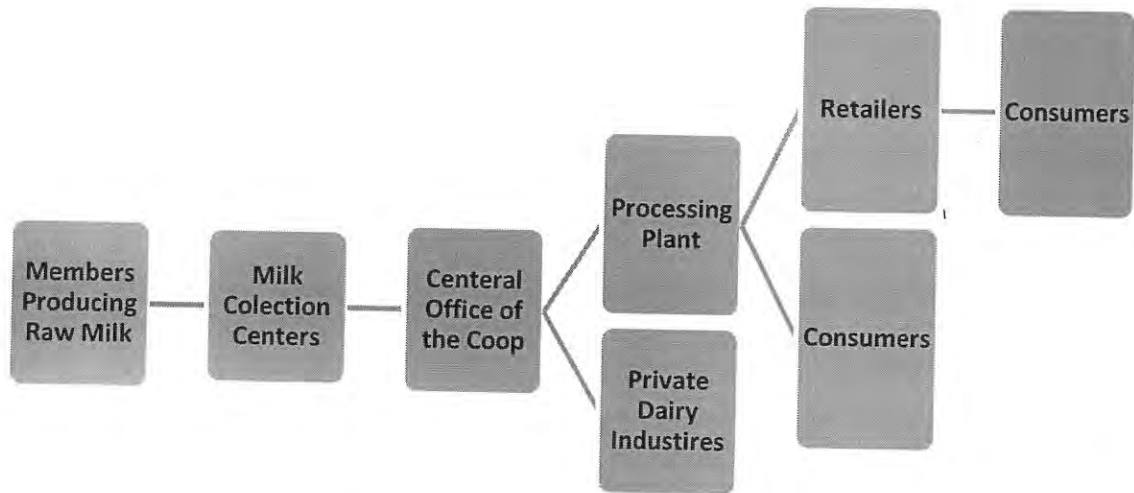 Members
Producing
Raw Milk
Milk
Colection
Centers
Centeral
Office of
the Coop
Processing
Plant
Private
Dairy
Industires
Retailers
Consumers
Consumers